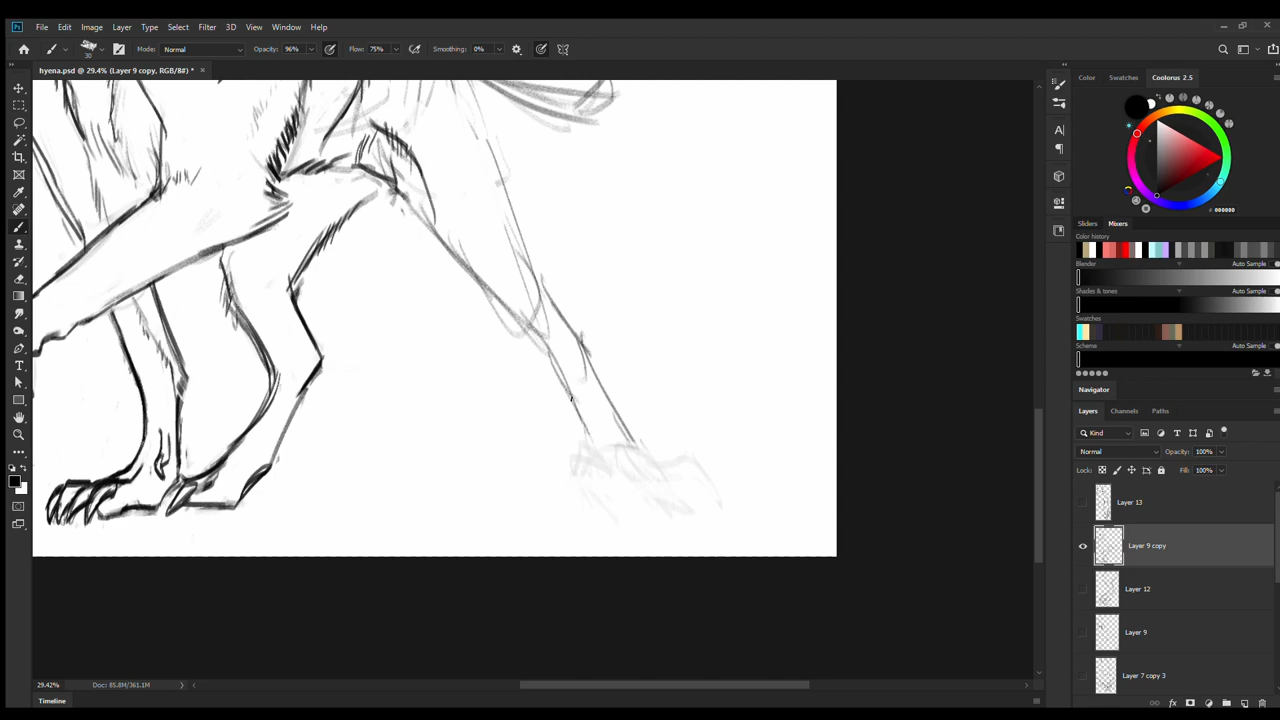 Ps File Edit Image Layer Type Select Filter 3D View Window Help
30 Mode: Normal Opacity: 96% Flow: 75% Smoothing: 0%
hyena.psd @ 29.4% (Layer 9 copy, RGB/8#) * ×
Color Swatches Coolorus 2.5
# 000000
Sliders Mixers
Color history
Blender Auto Sample
Shades & tones Auto Sample
Swatches
Scheme Auto Sample
Navigator
Layers Channels Paths
Kind
Normal Opacity: 100%
Lock: Fill: 100%
Layer 13
Layer 9 copy
Layer 12
Layer 9
Layer 7 copy 3
29.42% Doc: 85.8M/361.1M
Timeline